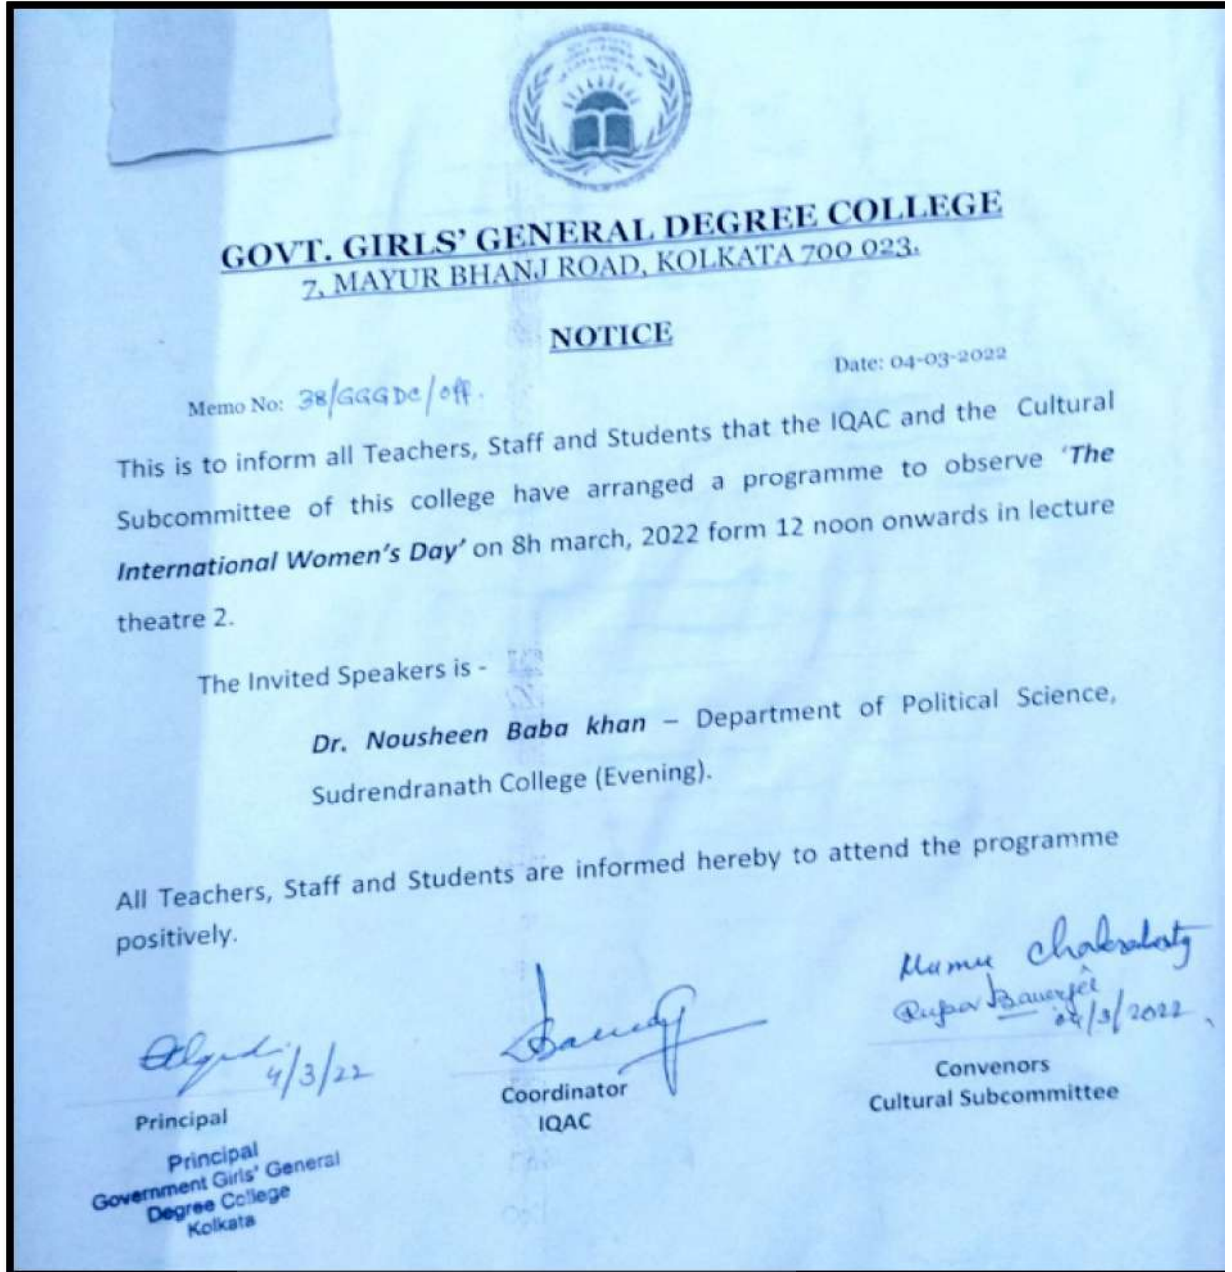 GOVT. GIRLS' GENERAL DEGREE COLLEGE
7, MAYUR BHANJ ROAD, KOLKATA 700 023.
NOTICE
Date: 04-03-2022
Memo No: 38/GGGDC/off.
This is to inform all Teachers, Staff and Students that the IQAC and the Cultural
Subcommittee of this college have arranged a programme to observe 'The
International Women's Day' on 8h march, 2022 form 12 noon onwards in lecture
theatre 2.
The Invited Speakers is -
Dr. Nousheen Baba khan – Department of Political Science,
Sudrendranath College (Evening).
All Teachers, Staff and Students are informed hereby to attend the programme
positively.
Chakraborty
Rupa Banerjee
04/3/2022
4/3/22
Principal
Coordinator
IQAC
Convenors
Cultural Subcommittee
Principal
Government Girls' General
Degree College
Kolkata